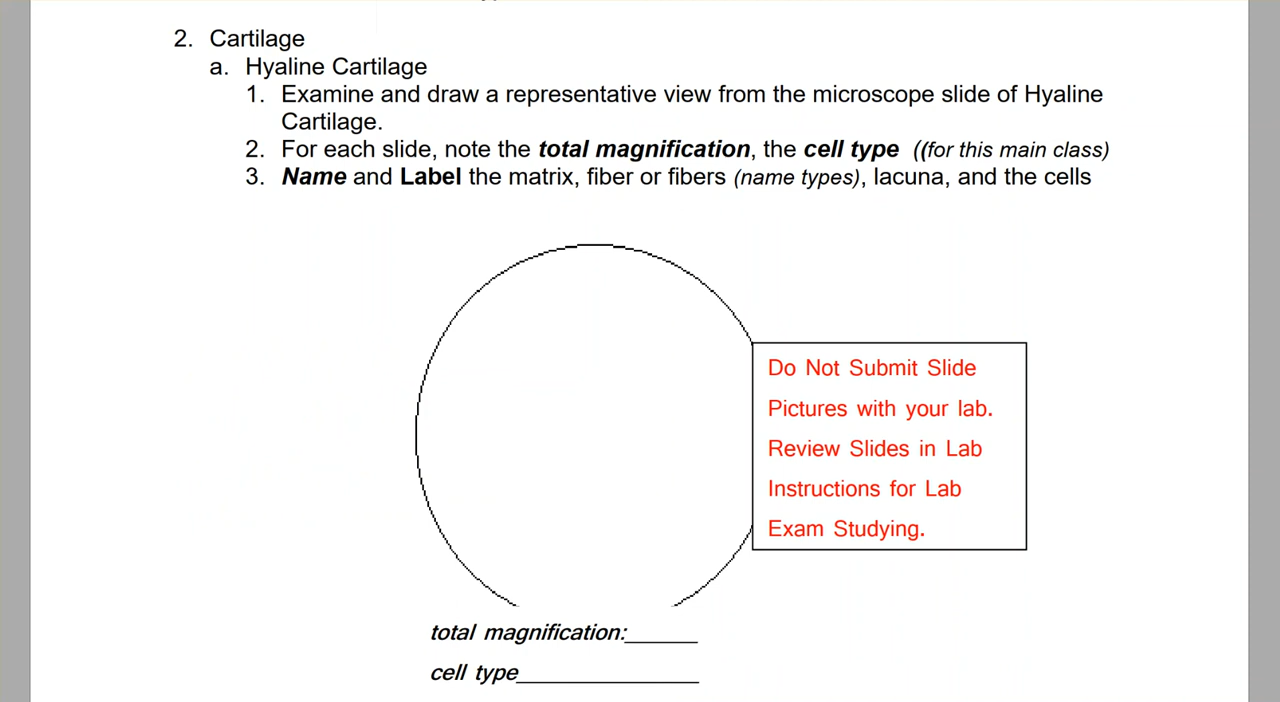 2. Cartilage
a. Hyaline Cartilage
1. Examine and draw a representative view from the microscope slide of Hyaline
Cartilage.
2. For each slide, note the total magnification, the cell type ((for this main class)
3. Name and Label the matrix, fiber or fibers (name types), lacuna, and the cells
Do Not Submit Slide
Pictures with your lab.
Review Slides in Lab
Instructions for Lab
Exam Studying.
total magnification:______
cell type_______________